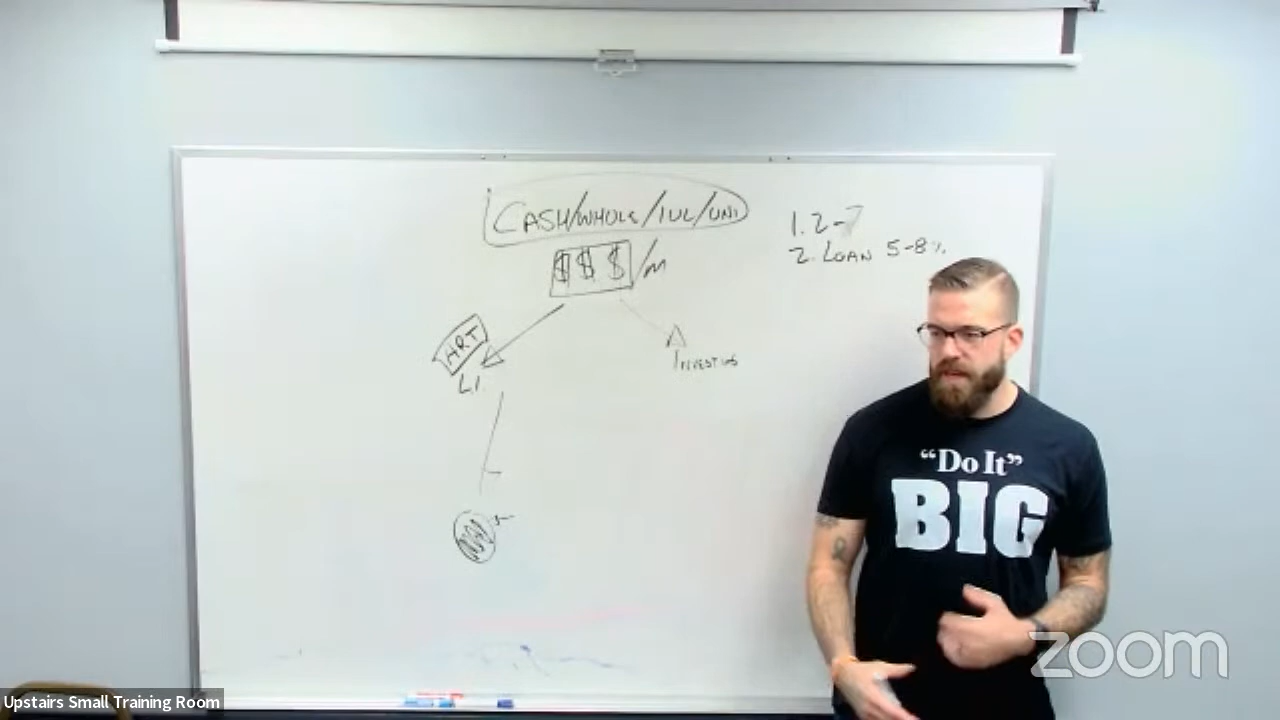 CASH/WHOLE/IUL/UNI
$ $ $ /m
1. 2-7
2. LOAN 5-8%
HRT
LI
INVESTING
“Do It”
BIG
zoom
Upstairs Small Training Room